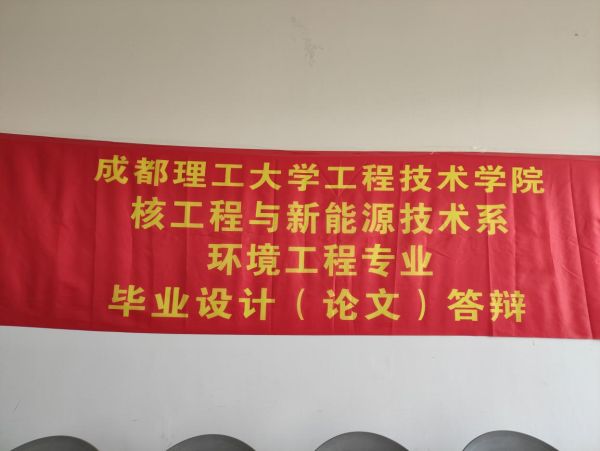 成都理工大学工程技术学院
核工程与新能源技术系
环境工程专业
毕业设计（论文）答辩